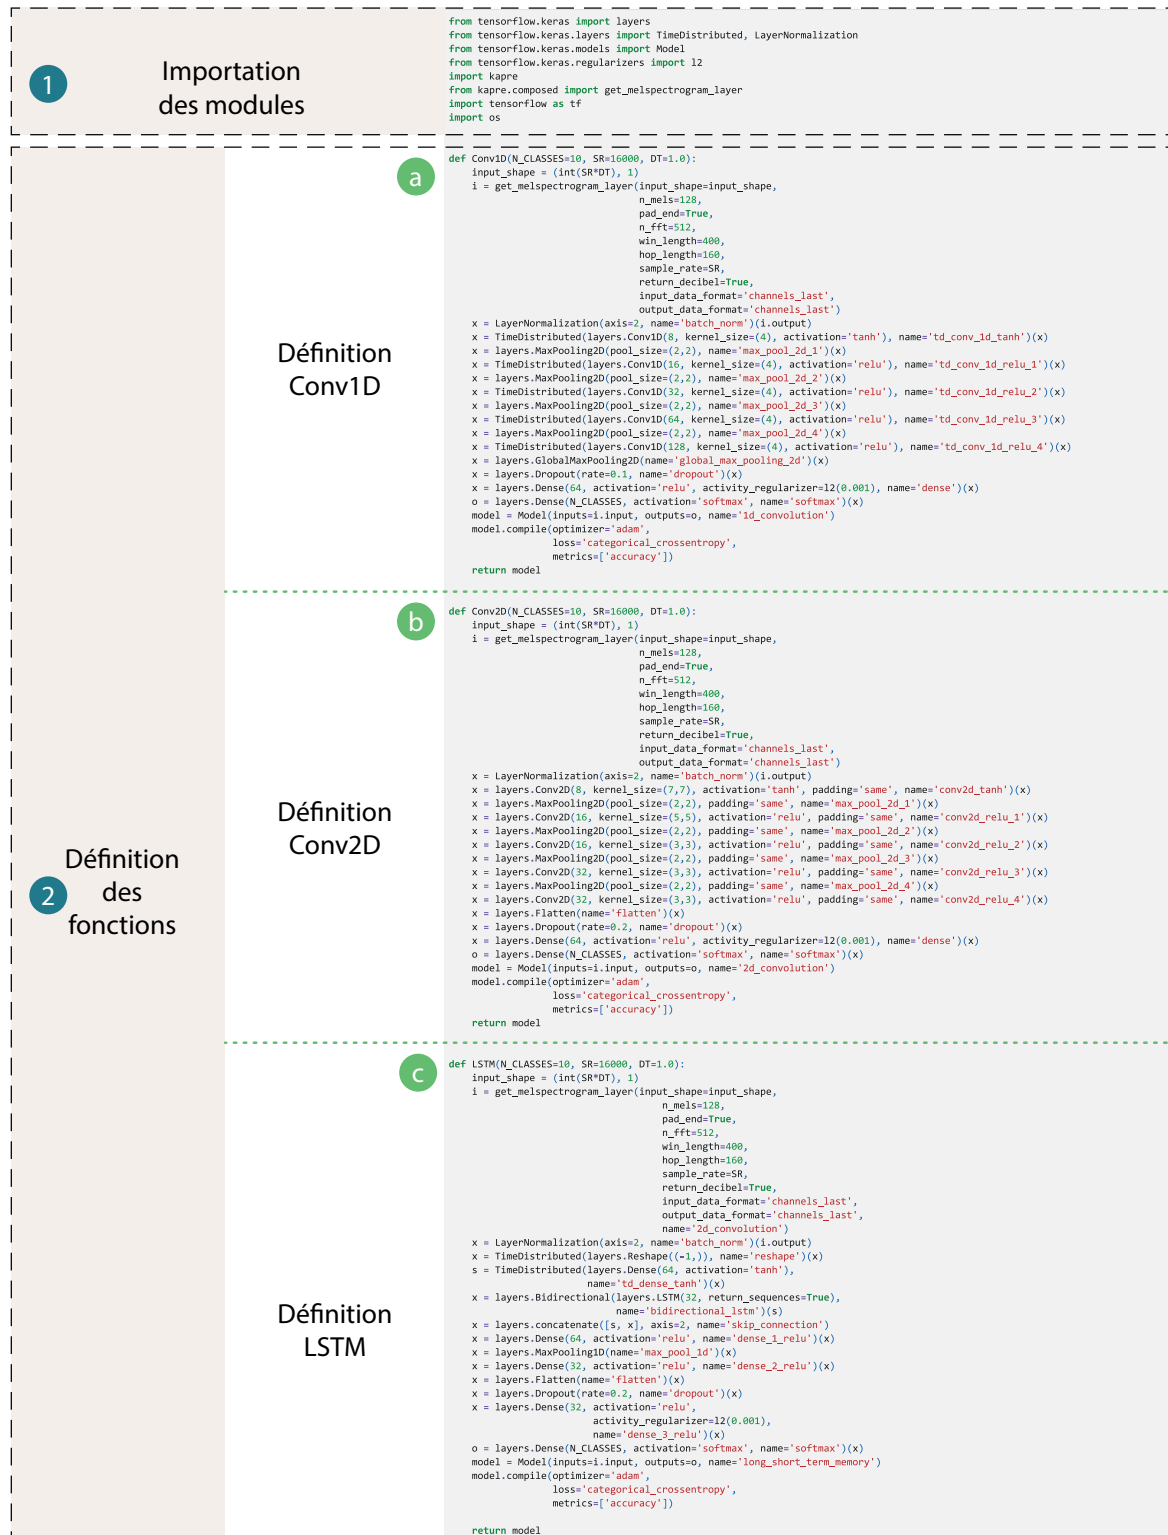 1
Importation
des modules
from tensorflow.keras import layers
from tensorflow.keras.layers import TimeDistributed, LayerNormalization
from tensorflow.keras.models import Model
from tensorflow.keras.regularizers import l2
import kapre
from kapre.composed import get_melspectrogram_layer
import tensorflow as tf
import os
2
Définition
des
fonctions
a
Définition
Conv1D
def Conv1D(N_CLASSES=10, SR=16000, DT=1.0):
    input_shape = (int(SR*DT), 1)
    i = get_melspectrogram_layer(input_shape=input_shape,
                                 n_mels=128,
                                 pad_end=True,
                                 n_fft=512,
                                 win_length=400,
                                 hop_length=160,
                                 sample_rate=SR,
                                 return_decibel=True,
                                 input_data_format='channels_last',
                                 output_data_format='channels_last')
    x = LayerNormalization(axis=2, name='batch_norm')(i.output)
    x = TimeDistributed(layers.Conv1D(8, kernel_size=(4), activation='tanh'), name='td_conv_1d_tanh')(x)
    x = layers.MaxPooling2D(pool_size=(2,2), name='max_pool_2d_1')(x)
    x = TimeDistributed(layers.Conv1D(16, kernel_size=(4), activation='relu'), name='td_conv_1d_relu_1')(x)
    x = layers.MaxPooling2D(pool_size=(2,2), name='max_pool_2d_2')(x)
    x = TimeDistributed(layers.Conv1D(32, kernel_size=(4), activation='relu'), name='td_conv_1d_relu_2')(x)
    x = layers.MaxPooling2D(pool_size=(2,2), name='max_pool_2d_3')(x)
    x = TimeDistributed(layers.Conv1D(64, kernel_size=(4), activation='relu'), name='td_conv_1d_relu_3')(x)
    x = layers.MaxPooling2D(pool_size=(2,2), name='max_pool_2d_4')(x)
    x = TimeDistributed(layers.Conv1D(128, kernel_size=(4), activation='relu'), name='td_conv_1d_relu_4')(x)
    x = layers.GlobalMaxPooling2D(name='global_max_pooling_2d')(x)
    x = layers.Dropout(rate=0.1, name='dropout')(x)
    x = layers.Dense(64, activation='relu', activity_regularizer=l2(0.001), name='dense')(x)
    o = layers.Dense(N_CLASSES, activation='softmax', name='softmax')(x)
    model = Model(inputs=i.input, outputs=o, name='1d_convolution')
    model.compile(optimizer='adam',
                  loss='categorical_crossentropy',
                  metrics=['accuracy'])
    return model
b
Définition
Conv2D
def Conv2D(N_CLASSES=10, SR=16000, DT=1.0):
    input_shape = (int(SR*DT), 1)
    i = get_melspectrogram_layer(input_shape=input_shape,
                                 n_mels=128,
                                 pad_end=True,
                                 n_fft=512,
                                 win_length=400,
                                 hop_length=160,
                                 sample_rate=SR,
                                 return_decibel=True,
                                 input_data_format='channels_last',
                                 output_data_format='channels_last')
    x = LayerNormalization(axis=2, name='batch_norm')(i.output)
    x = layers.Conv2D(8, kernel_size=(7,7), activation='tanh', padding='same', name='conv2d_tanh')(x)
    x = layers.MaxPooling2D(pool_size=(2,2), padding='same', name='max_pool_2d_1')(x)
    x = layers.Conv2D(16, kernel_size=(5,5), activation='relu', padding='same', name='conv2d_relu_1')(x)
    x = layers.MaxPooling2D(pool_size=(2,2), padding='same', name='max_pool_2d_2')(x)
    x = layers.Conv2D(16, kernel_size=(3,3), activation='relu', padding='same', name='conv2d_relu_2')(x)
    x = layers.MaxPooling2D(pool_size=(2,2), padding='same', name='max_pool_2d_3')(x)
    x = layers.Conv2D(32, kernel_size=(3,3), activation='relu', padding='same', name='conv2d_relu_3')(x)
    x = layers.MaxPooling2D(pool_size=(2,2), padding='same', name='max_pool_2d_4')(x)
    x = layers.Conv2D(32, kernel_size=(3,3), activation='relu', padding='same', name='conv2d_relu_4')(x)
    x = layers.Flatten(name='flatten')(x)
    x = layers.Dropout(rate=0.2, name='dropout')(x)
    x = layers.Dense(64, activation='relu', activity_regularizer=l2(0.001), name='dense')(x)
    o = layers.Dense(N_CLASSES, activation='softmax', name='softmax')(x)
    model = Model(inputs=i.input, outputs=o, name='2d_convolution')
    model.compile(optimizer='adam',
                  loss='categorical_crossentropy',
                  metrics=['accuracy'])
    return model
c
Définition
LSTM
def LSTM(N_CLASSES=10, SR=16000, DT=1.0):
    input_shape = (int(SR*DT), 1)
    i = get_melspectrogram_layer(input_shape=input_shape,
                                     n_mels=128,
                                     pad_end=True,
                                     n_fft=512,
                                     win_length=400,
                                     hop_length=160,
                                     sample_rate=SR,
                                     return_decibel=True,
                                     input_data_format='channels_last',
                                     output_data_format='channels_last',
                                     name='2d_convolution')
    x = LayerNormalization(axis=2, name='batch_norm')(i.output)
    x = TimeDistributed(layers.Reshape((-1,)), name='reshape')(x)
    s = TimeDistributed(layers.Dense(64, activation='tanh'),
                        name='td_dense_tanh')(x)
    x = layers.Bidirectional(layers.LSTM(32, return_sequences=True),
                             name='bidirectional_lstm')(s)
    x = layers.concatenate([s, x], axis=2, name='skip_connection')
    x = layers.Dense(64, activation='relu', name='dense_1_relu')(x)
    x = layers.MaxPooling1D(name='max_pool_1d')(x)
    x = layers.Dense(32, activation='relu', name='dense_2_relu')(x)
    x = layers.Flatten(name='flatten')(x)
    x = layers.Dropout(rate=0.2, name='dropout')(x)
    x = layers.Dense(32, activation='relu',
                         activity_regularizer=l2(0.001),
                         name='dense_3_relu')(x)
    o = layers.Dense(N_CLASSES, activation='softmax', name='softmax')(x)
    model = Model(inputs=i.input, outputs=o, name='long_short_term_memory')
    model.compile(optimizer='adam',
                  loss='categorical_crossentropy',
                  metrics=['accuracy'])
    return model